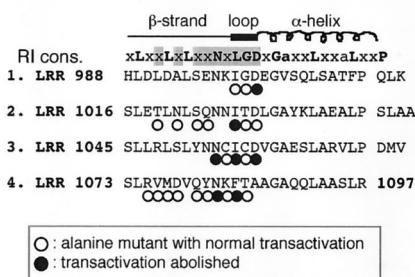 β-strand loop α-helix
RI cons. xLxxLxLxxNxLGDxGaxxLxxaLxxP
1. LRR 988 HLDLDALSENKIGDEGVSQLSATFP QLK
2. LRR 1016 SLETLNLSQNNITDLGAYKLAEALP SLAA
3. LRR 1045 SLLRLSLYNNCICDVGAESLARVLP DMV
4. LRR 1073 SLRVMDVQYNKFTAAGAQQLAASLR 1097
: alanine mutant with normal transactivation
: transactivation abolished